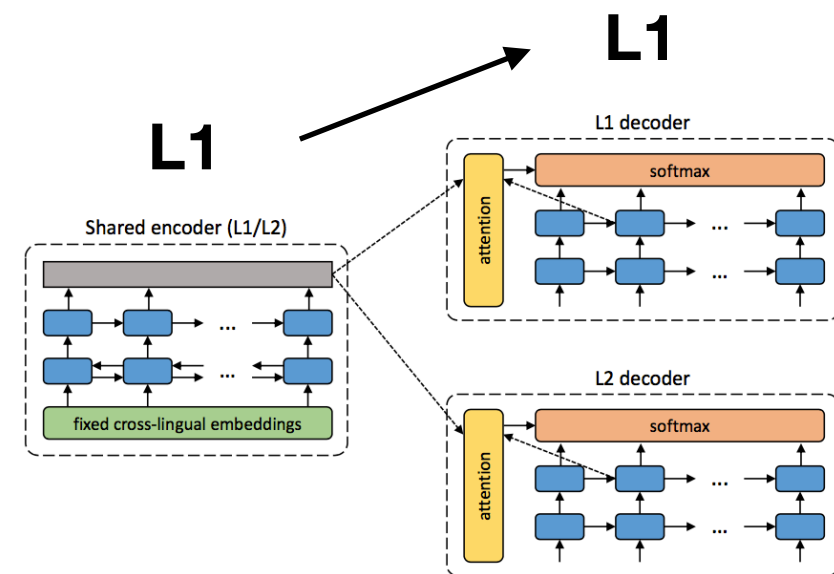 L1
L1
Shared encoder (L1/L2)
...
...
fixed cross-lingual embeddings
L1 decoder
attention
softmax
...
...
L2 decoder
attention
softmax
...
...